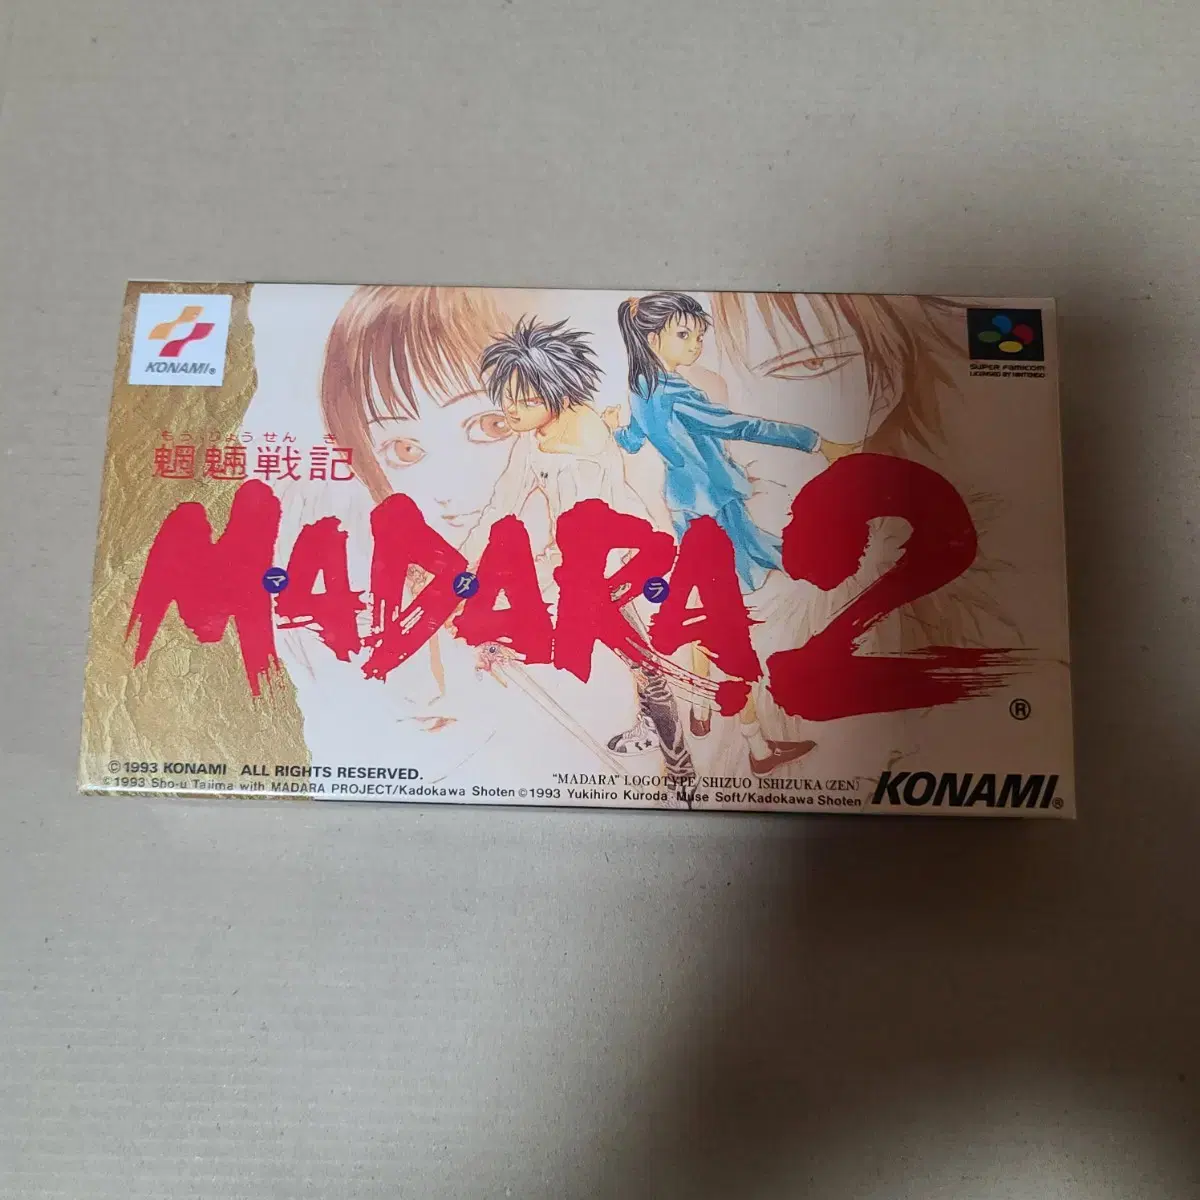 KONAMI®
SUPER FAMICOM
LICENSED BY NINTENDO
もうりょうせんき
魍魎戦記
MADARA2
マダラ
®
©1993 KONAMI ALL RIGHTS RESERVED.
©1993 Sho-u Tajima with MADARA PROJECT/Kadokawa Shoten ©1993 Yukihiro Kuroda · Muse Soft/Kadokawa Shoten
"MADARA" LOGOTYPE/SHIZUO ISHIZUKA (ZEN)
KONAMI®